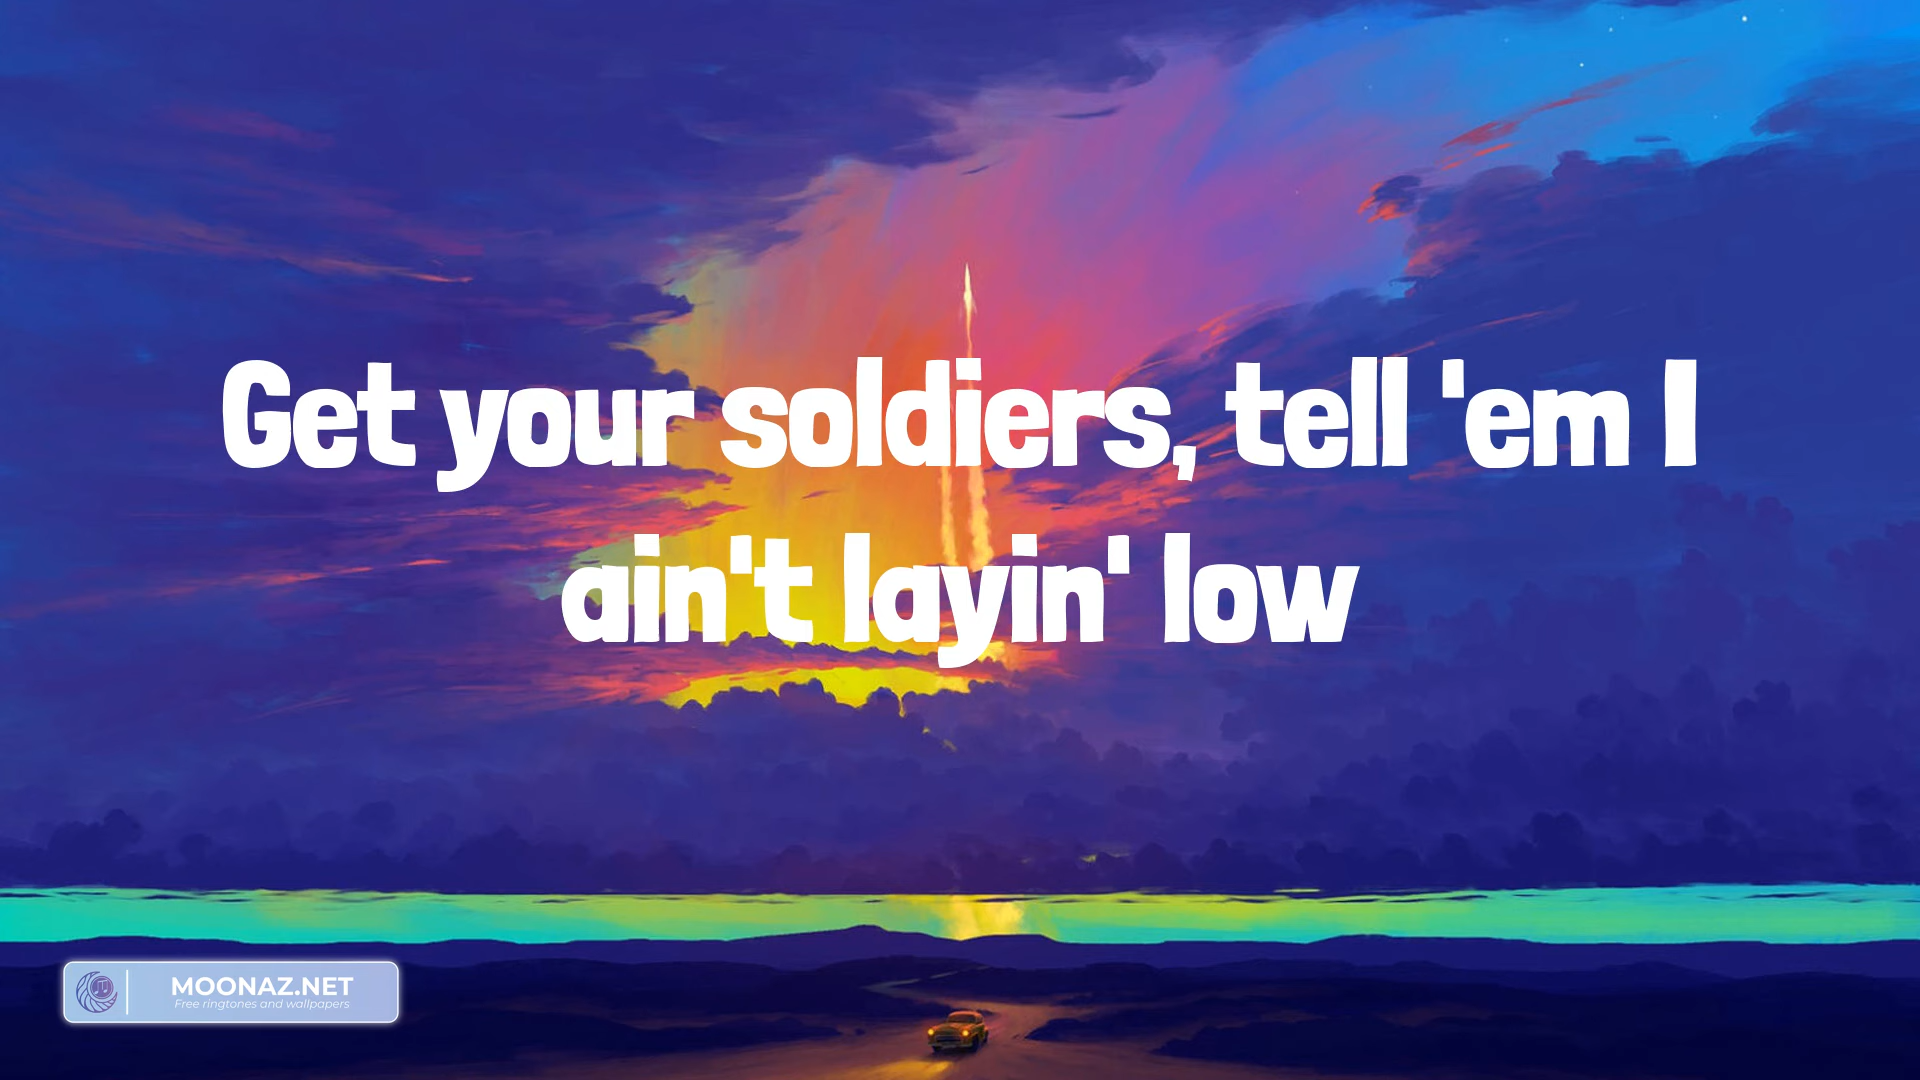 Get your soldiers, tell 'em I
ain't layin' low
MOONAZ.NET
Free ringtones and wallpapers